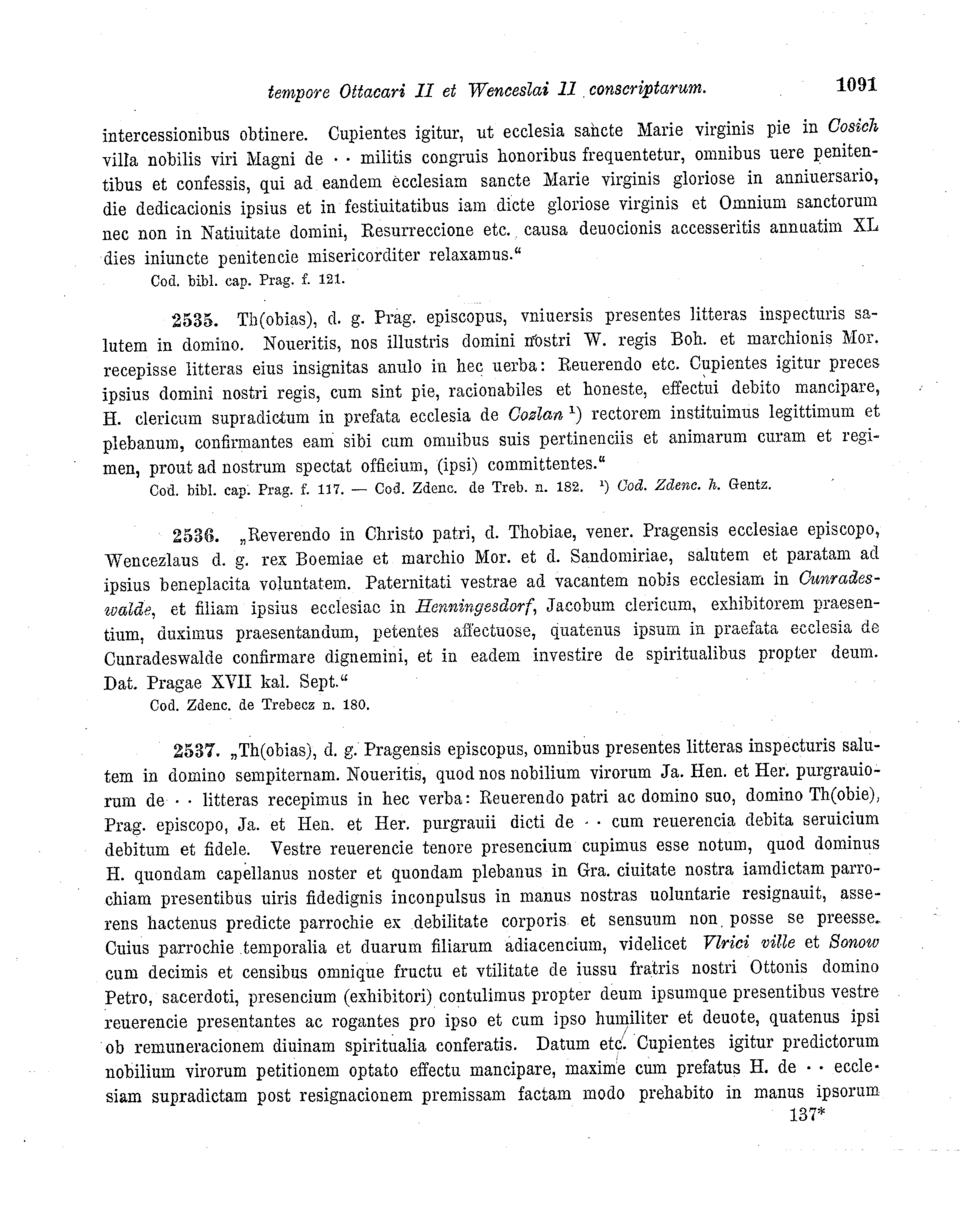 tempore Ottacari II et Wenceslai II conscriptarum. 1091
intercessionibus obtinere. Cupientes igitur, ut ecclesia sancte Marie virginis pie in Cosich
villa nobilis viri Magni de · · militis congruis honoribus frequentetur, omnibus uere peniten-
tibus et confessis, qui ad eandem ecclesiam sancte Marie virginis gloriose in anniuersario,
die dedicacionis ipsius et in festiuitatibus iam dicte gloriose virginis et Omnium sanctorum
nec non in Natiuitate domini, Resurreccione etc. causa deuocionis accesseritis annuatim XL
dies iniuncte penitencie misericorditer relaxamus.“
Cod. bibl. cap. Prag. f. 121.
2535. Th(obias), d. g. Prag. episcopus, vniuersis presentes litteras inspecturis sa-
lutem in domino. Noueritis, nos illustris domini nostri W. regis Boh. et marchionis Mor.
recepisse litteras eius insignitas anulo in hec uerba: Reuerendo etc. Cupientes igitur preces
ipsius domini nostri regis, cum sint pie, racionabiles et honeste, effectui debito mancipare,
H. clericum supradictum in prefata ecclesia de Cozlan ¹) rectorem instituimus legittimum et
plebanum, confirmantes eam sibi cum omnibus suis pertinenciis et animarum curam et regi-
men, prout ad nostrum spectat officium, (ipsi) committentes.“
Cod. bibl. cap. Prag. f. 117. — Cod. Zdenc. de Treb. n. 182. ¹) Cod. Zdenc. h. Gentz.
2536. „Reverendo in Christo patri, d. Thobiae, vener. Pragensis ecclesiae episcopo,
Wencezlaus d. g. rex Boemiae et marchio Mor. et d. Sandomiriae, salutem et paratam ad
ipsius beneplacita voluntatem. Paternitati vestrae ad vacantem nobis ecclesiam in Cunrades-
walde, et filiam ipsius ecclesiae in Henningesdorf, Jacobum clericum, exhibitorem praesen-
tium, duximus praesentandum, petentes affectuose, quatenus ipsum in praefata ecclesia de
Cunradeswalde confirmare dignemini, et in eadem investire de spiritualibus propter deum.
Dat. Pragae XVII kal. Sept.“
Cod. Zdenc. de Trebecz n. 180.
2537. „Th(obias), d. g. Pragensis episcopus, omnibus presentes litteras inspecturis salu-
tem in domino sempiternam. Noueritis, quod nos nobilium virorum Ja. Hen. et Her. purgrauio-
rum de · · litteras recepimus in hec verba: Reuerendo patri ac domino suo, domino Th(obie),
Prag. episcopo, Ja. et Hen. et Her. purgrauii dicti de · · cum reuerencia debita seruicium
debitum et fidele. Vestre reuerencie tenore presencium cupimus esse notum, quod dominus
H. quondam capellanus noster et quondam plebanus in Gra. ciuitate nostra iamdictam parro-
chiam presentibus uiris fidedignis inconpulsus in manus nostras uoluntarie resignauit, asse-
rens hactenus predicte parrochie ex debilitate corporis et sensuum non posse se preesse.
Cuius parrochie temporalia et duarum filiarum adiacencium, videlicet Vlrici ville et Sonow
cum decimis et censibus omnique fructu et vtilitate de iussu fratris nostri Ottonis domino
Petro, sacerdoti, presencium (exhibitori) contulimus propter deum ipsumque presentibus vestre
reuerencie presentantes ac rogantes pro ipso et cum ipso humiliter et deuote, quatenus ipsi
ob remuneracionem diuinam spiritualia conferatis. Datum etc. Cupientes igitur predictorum
nobilium virorum petitionem optato effectu mancipare, maxime cum prefatus H. de · · eccle-
siam supradictam post resignacionem premissam factam modo prehabito in manus ipsorum
137*